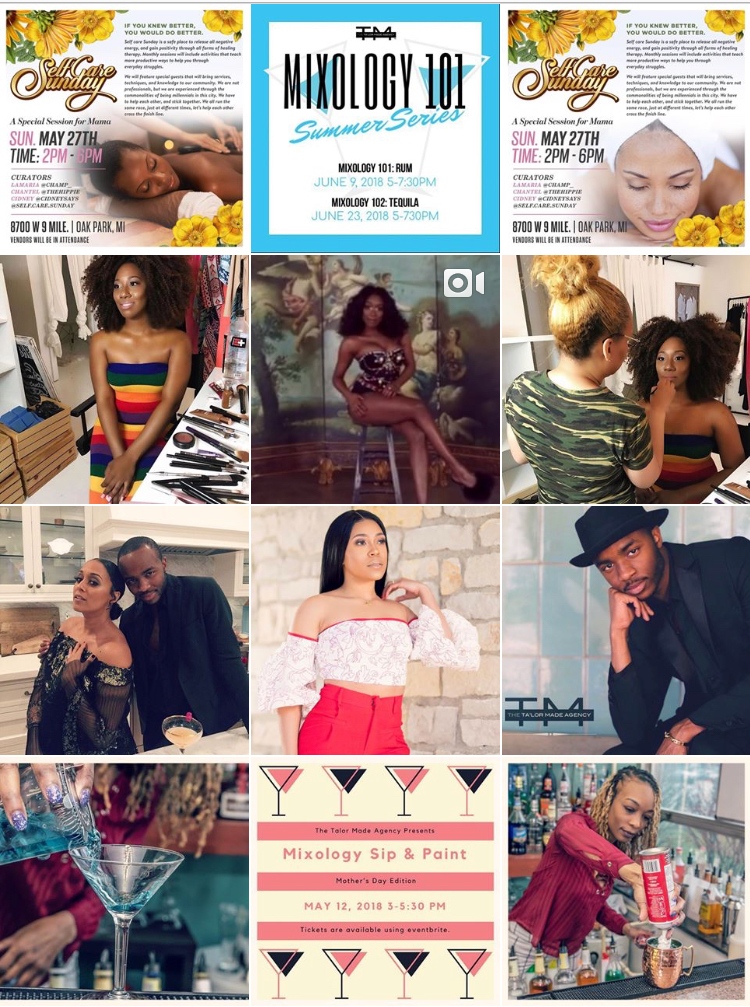 IF YOU KNEW BETTER,
YOU WOULD DO BETTER.
Self care Sunday is a safe place to release all negative
energy, and gain positivity through all forms of healing
therapy. Monthly sessions will include activities that teach
more productive ways to help you through
everyday struggles.
We will feature special guests that will bring services,
techniques, and knowledge to our community. We are not
professionals, but we are experienced through the
commonalities of being millennials in this city. We have
to help each other, and stick together. We all run the
same race, just at different times, let's help each other
cross the finish line.
Self Care
Sunday
A Special Session for Mama
SUN. MAY 27TH
TIME: 2PM - 6PM
CURATORS
LAMARIA @CHAMP_
CHANTEL @THEHIPPIE
CIDNEY @CIDNEYSAYS
@SELF.CARE.SUNDAY
8700 W 9 MILE. | OAK PARK, MI
VENDORS WILL BE IN ATTENDANCE
TM
MIXOLOGY 101
Summer Series
MIXOLOGY 101: RUM
JUNE 9, 2018 5-7:30PM
MIXOLOGY 102: TEQUILA
JUNE 23, 2018 5-730PM
IF YOU KNEW BETTER,
YOU WOULD DO BETTER.
Self care Sunday is a safe place to release all negative
energy, and gain positivity through all forms of healing
therapy. Monthly sessions will include activities that teach
more productive ways to help you through
everyday struggles.
We will feature special guests that will bring services,
techniques, and knowledge to our community. We are not
professionals, but we are experienced through the
commonalities of being millennials in this city. We have
to help each other, and stick together. We all run the
same race, just at different times, let's help each other
cross the finish line.
Self Care
Sunday
A Special Session for Mama
SUN. MAY 27TH
TIME: 2PM - 6PM
CURATORS
LAMARIA @CHAMP_
CHANTEL @THEHIPPIE
CIDNEY @CIDNEYSAYS
@SELF.CARE.SUNDAY
8700 W 9 MILE. | OAK PARK, MI
VENDORS WILL BE IN ATTENDANCE
TM
THE TA'LOR MADE AGENCY
The Talor Made Agency Presents
Mixology Sip & Paint
Mother's Day Edition
MAY 12, 2018 3-5:30 PM
Tickets are available using eventbrite.